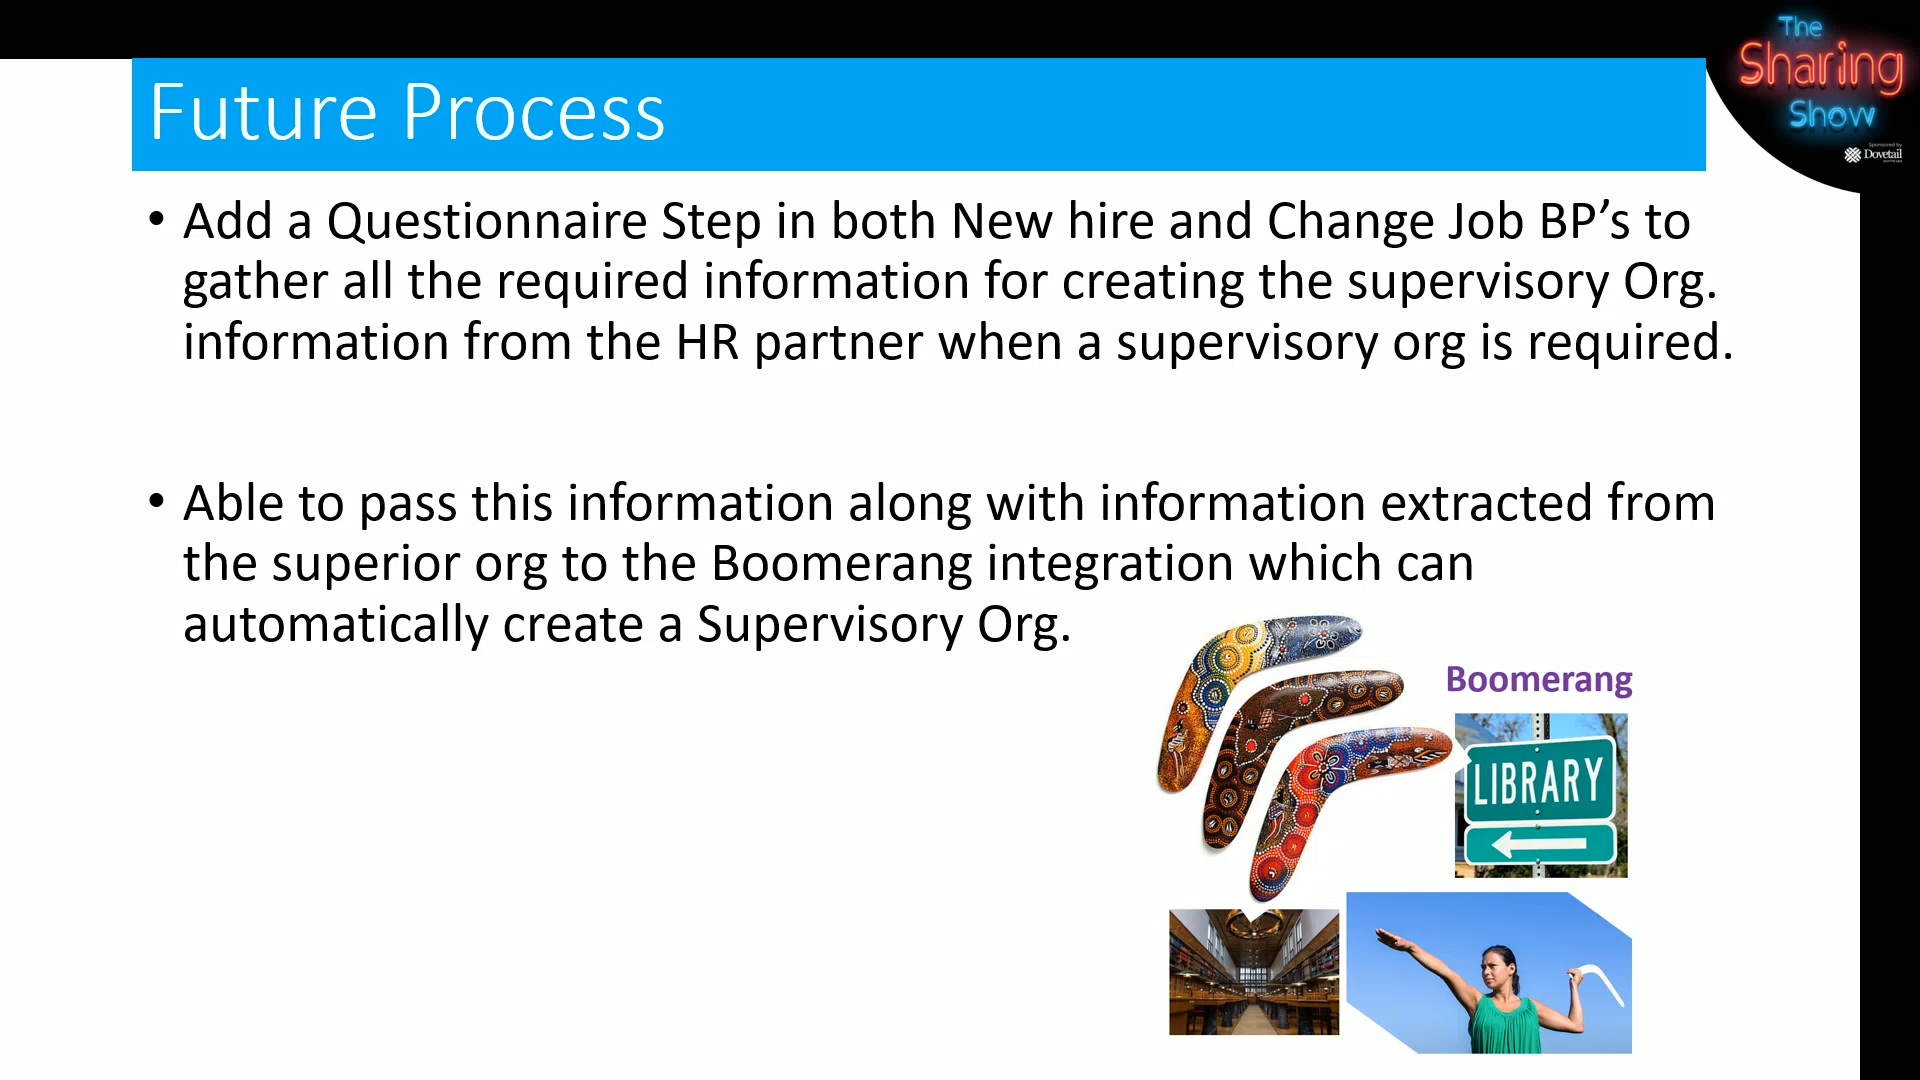 The
Sharing
Show
Sponsored by
Dovetail
Future Process
• Add a Questionnaire Step in both New hire and Change Job BP’s to
gather all the required information for creating the supervisory Org.
information from the HR partner when a supervisory org is required.
• Able to pass this information along with information extracted from
the superior org to the Boomerang integration which can
automatically create a Supervisory Org.
Boomerang
LIBRARY